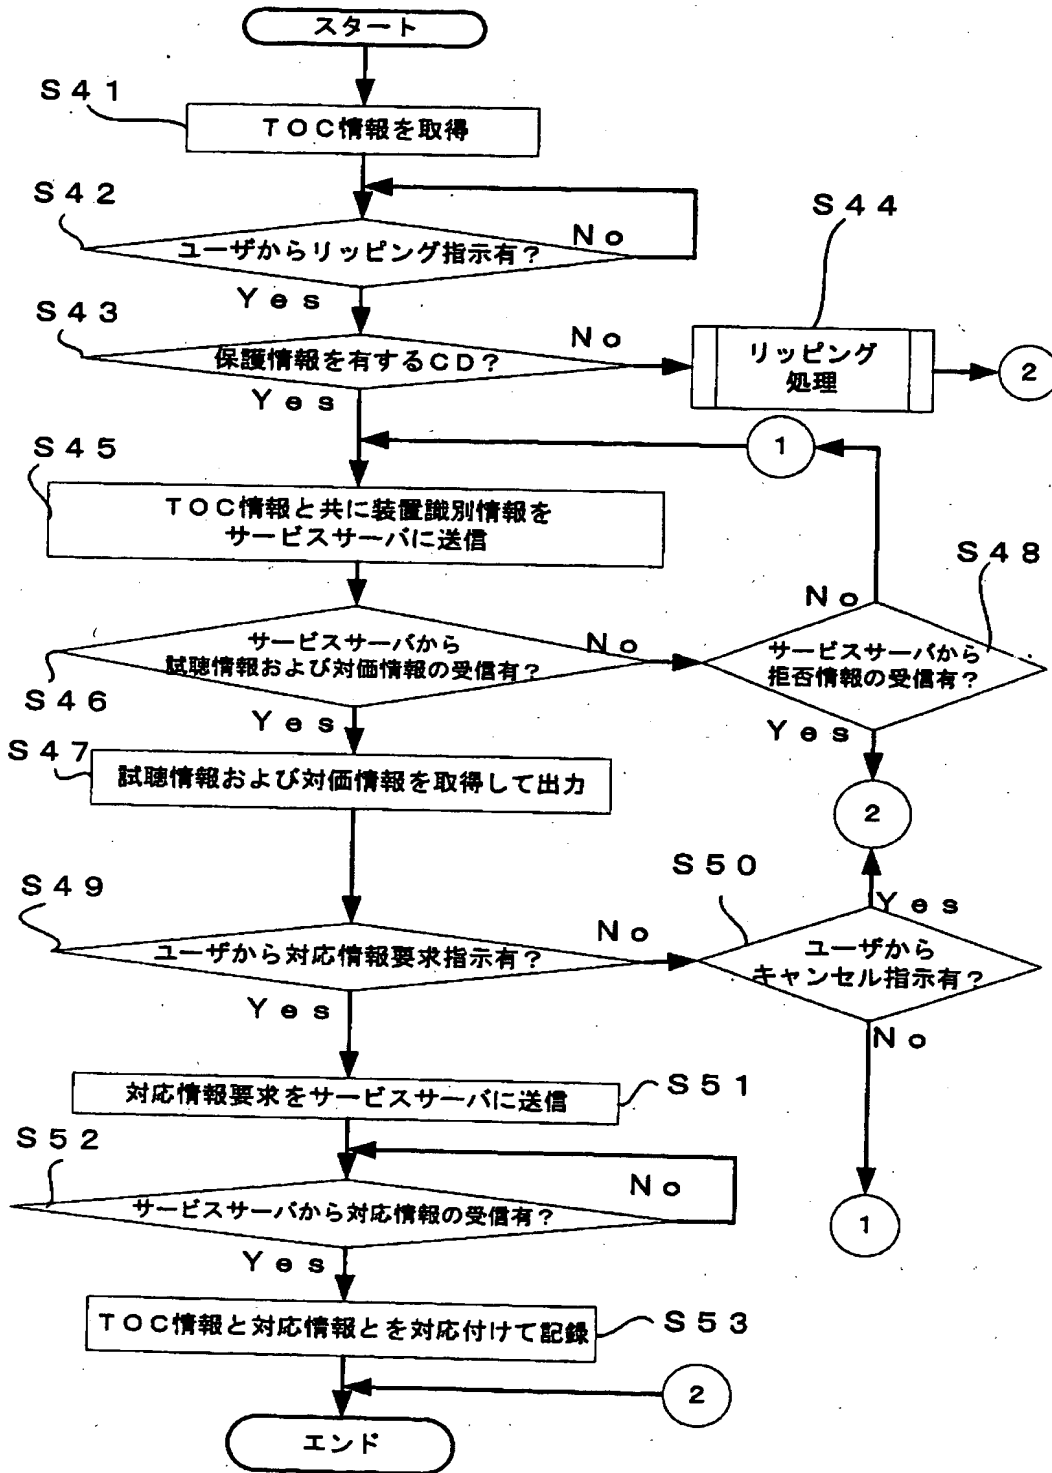 スタート
S41
TOC情報を取得
S42
ユーザからリッピング指示有?
No
Yes
S43
保護情報を有するCD?
No
Yes
S44
リッピング
処理
2
1
S45
TOC情報と共に装置識別情報を
サービスサーバに送信
S46
サービスサーバから
試聴情報および対価情報の受信有?
No
Yes
S48
No
サービスサーバから
拒否情報の受信有?
Yes
2
S47
試聴情報および対価情報を取得して出力
S49
ユーザから対応情報要求指示有?
No
Yes
S50
Yes
ユーザから
キャンセル指示有?
No
1
対応情報要求をサービスサーバに送信
S51
S52
サービスサーバから対応情報の受信有?
No
Yes
TOC情報と対応情報とを対応付けて記録
S53
2
エンド